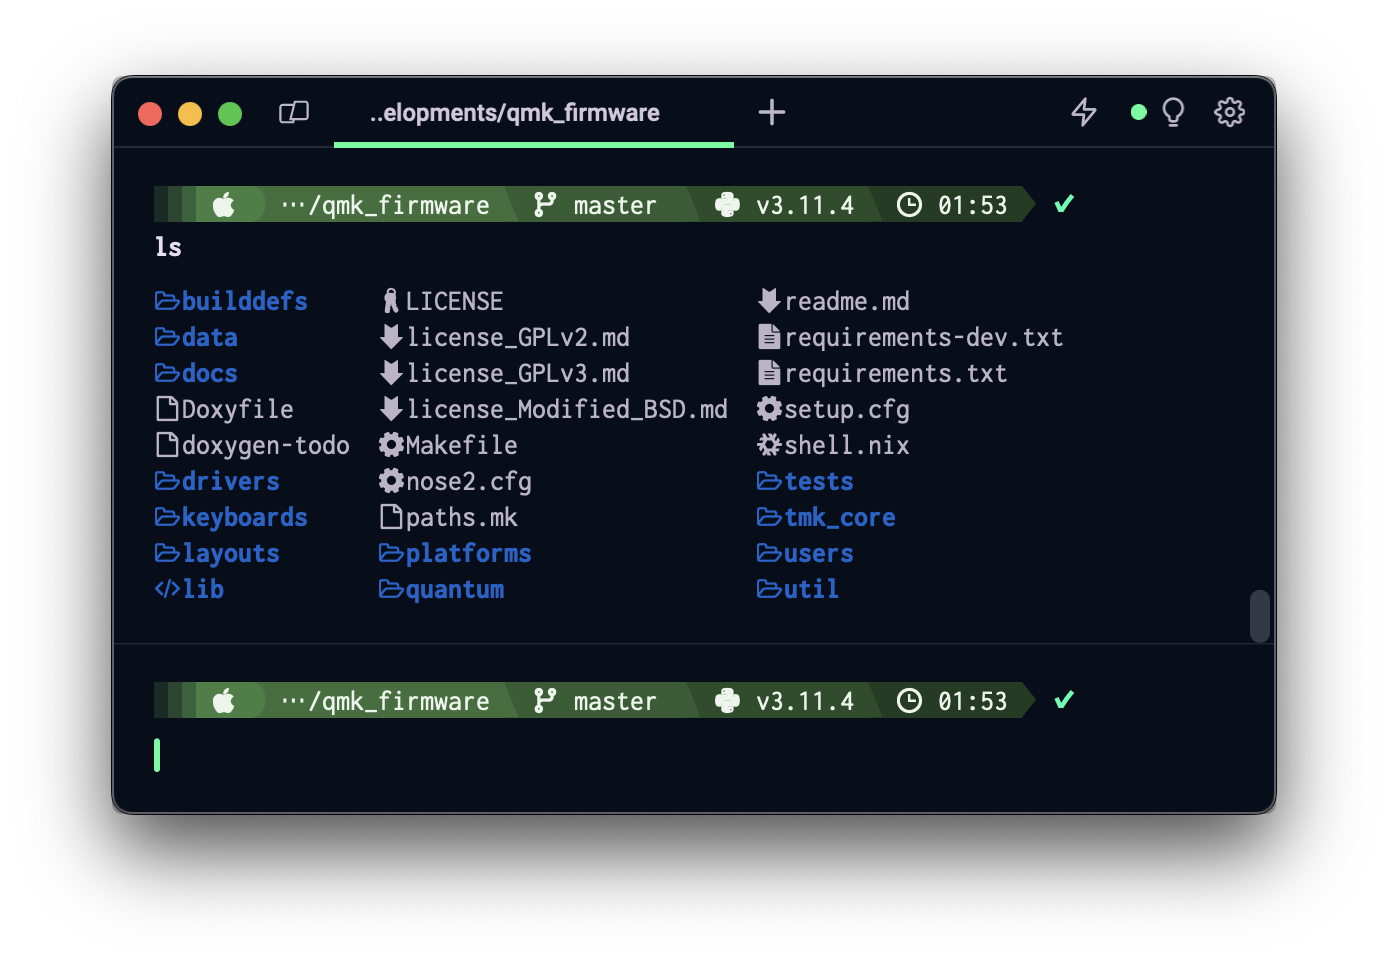 ..elopments/qmk_firmware
···/qmk_firmware master v3.11.4 01:53 ✔
ls
builddefs LICENSE readme.md
data license_GPLv2.md requirements-dev.txt
docs license_GPLv3.md requirements.txt
Doxyfile license_Modified_BSD.md setup.cfg
doxygen-todo Makefile shell.nix
drivers nose2.cfg tests
keyboards paths.mk tmk_core
layouts platforms users
lib quantum util
···/qmk_firmware master v3.11.4 01:53 ✔